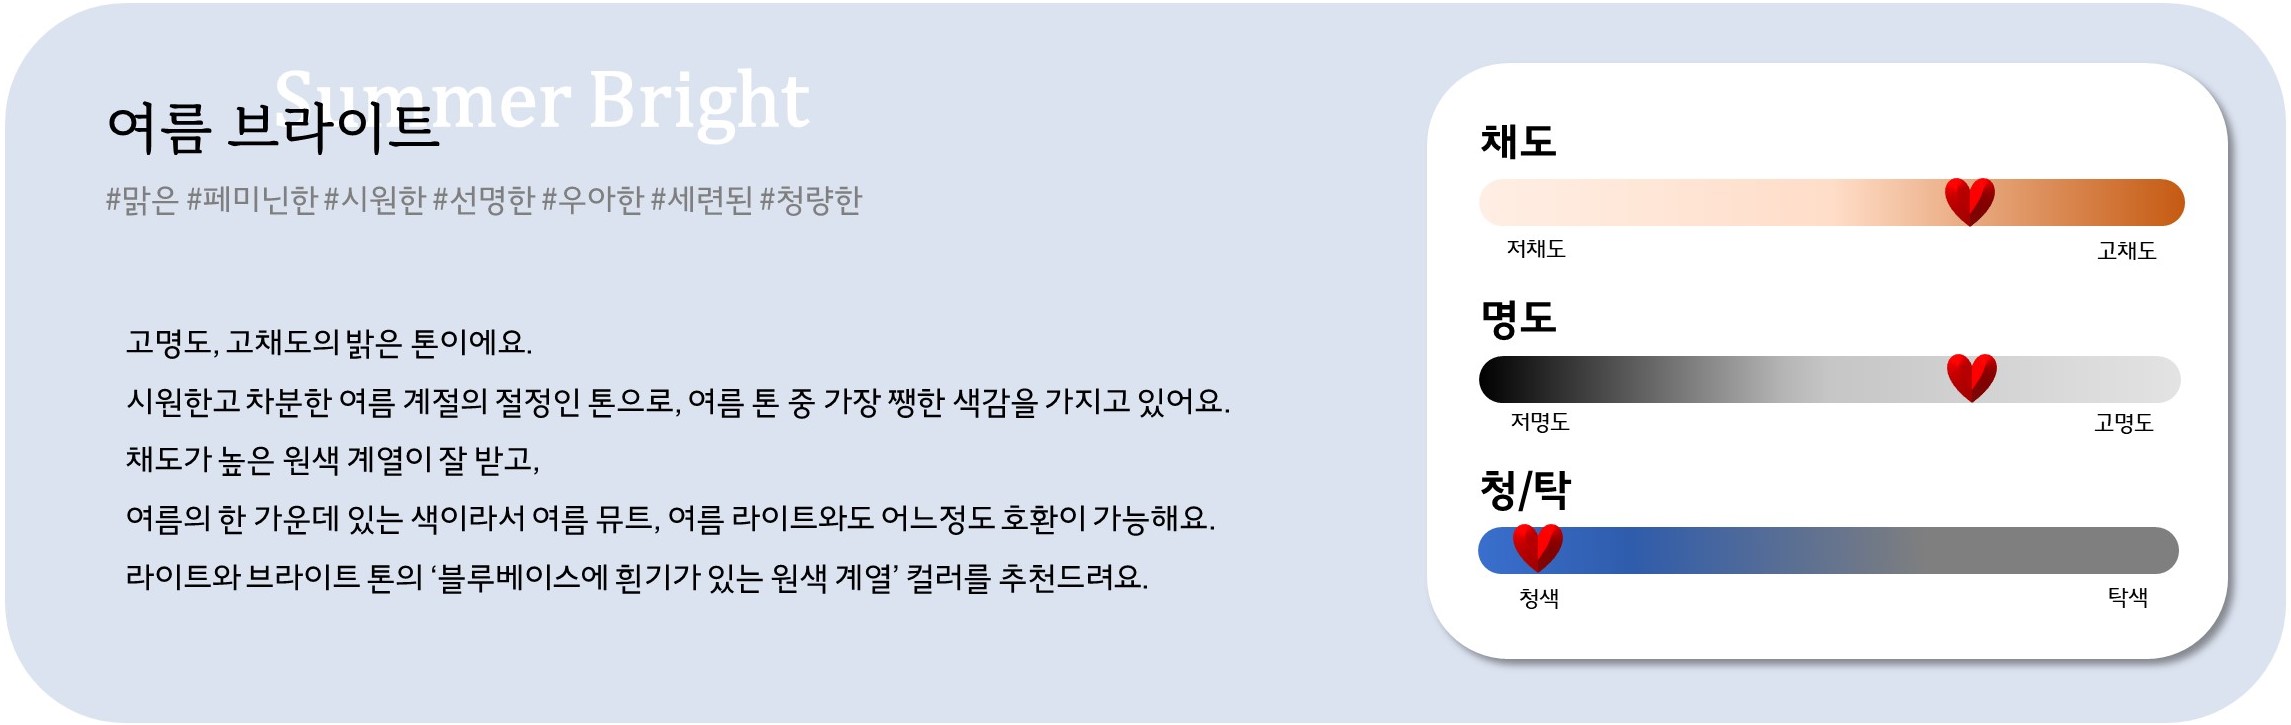 Summer Bright
여름 브라이트
#맑은 #페미닌한 #시원한 #선명한 #우아한 #세련된 #청량한
고명도, 고채도의 밝은 톤이에요.
시원한고 차분한 여름 계절의 절정인 톤으로, 여름 톤 중 가장 쨍한 색감을 가지고 있어요.
채도가 높은 원색 계열이 잘 받고,
여름의 한 가운데 있는 색이라서 여름 뮤트, 여름 라이트와도 어느정도 호환이 가능해요.
라이트와 브라이트 톤의 ‘블루베이스에 흰기가 있는 원색 계열’ 컬러를 추천드려요.
채도
저채도 고채도
명도
저명도 고명도
청/탁
청색 탁색